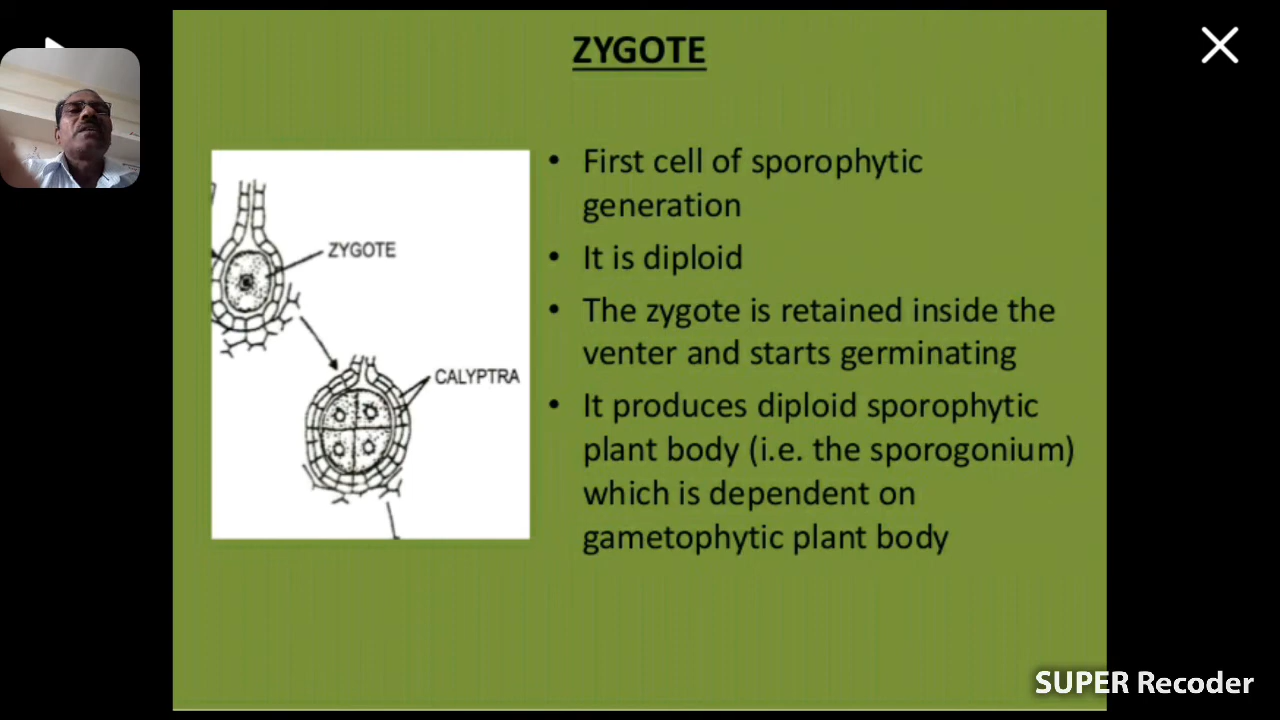 ZYGOTE
ZYGOTE
CALYPTRA
• First cell of sporophytic
generation
• It is diploid
• The zygote is retained inside the
venter and starts germinating
• It produces diploid sporophytic
plant body (i.e. the sporogonium)
which is dependent on
gametophytic plant body
SUPER Recoder